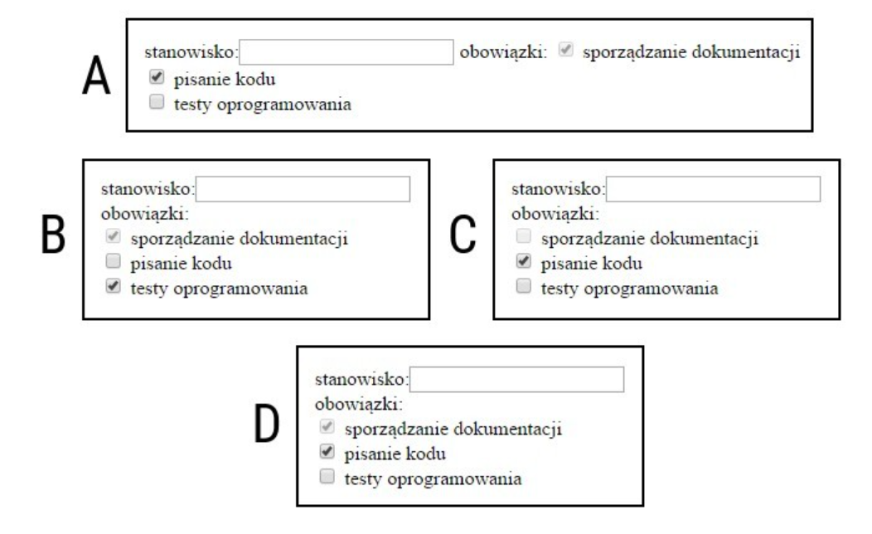 A
stanowisko: obowiązki: sporządzanie dokumentacji
pisanie kodu
testy oprogramowania
B
stanowisko:
obowiązki:
sporządzanie dokumentacji
pisanie kodu
testy oprogramowania
C
stanowisko:
obowiązki:
sporządzanie dokumentacji
pisanie kodu
testy oprogramowania
D
stanowisko:
obowiązki:
sporządzanie dokumentacji
pisanie kodu
testy oprogramowania